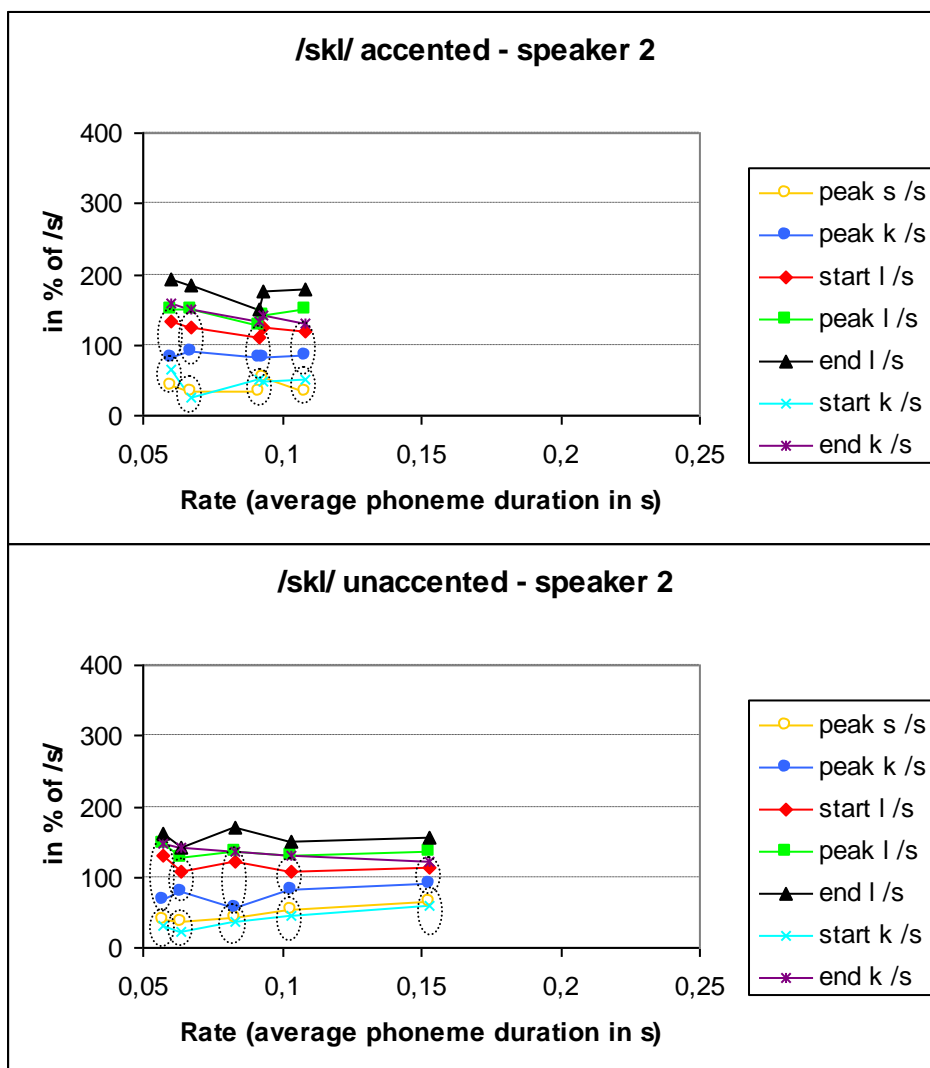 /skl/ accented - speaker 2
in % of /s/
400
300
200
100
0
0,05 0,1 0,15 0,2 0,25
Rate (average phoneme duration in s)
peak s /s
peak k /s
start l /s
peak l /s
end l /s
start k /s
end k /s
/skl/ unaccented - speaker 2
in % of /s/
400
300
200
100
0
0,05 0,1 0,15 0,2 0,25
Rate (average phoneme duration in s)
peak s /s
peak k /s
start l /s
peak l /s
end l /s
start k /s
end k /s